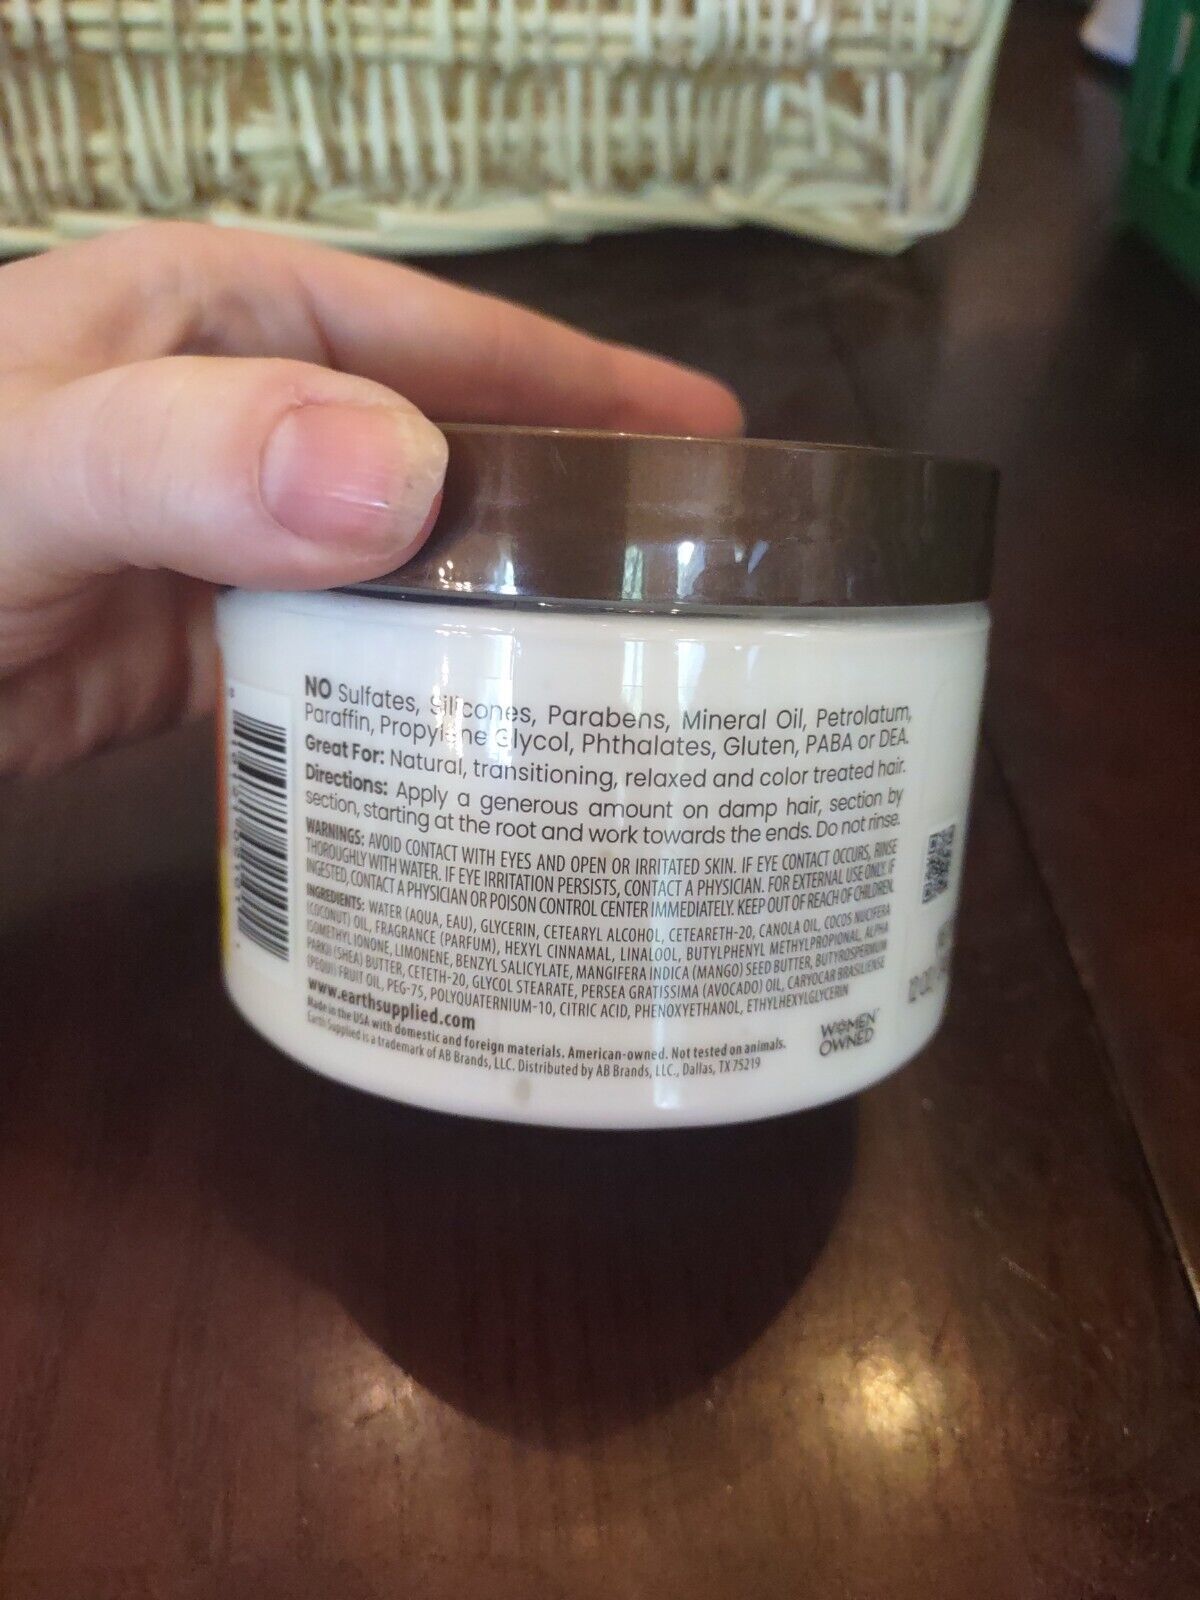 NO Sulfates, Silicones, Parabens, Mineral Oil, Petrolatum,
Paraffin, Propylene Glycol, Phthalates, Gluten, PABA or DEA.
Great For: Natural, transitioning, relaxed and color treated hair.
Directions: Apply a generous amount on damp hair, section by
section, starting at the root and work towards the ends. Do not rinse.
WARNINGS: AVOID CONTACT WITH EYES AND OPEN OR IRRITATED SKIN. IF EYE CONTACT OCCURS, RINSE
THOROUGHLY WITH WATER. IF EYE IRRITATION PERSISTS, CONTACT A PHYSICIAN. FOR EXTERNAL USE ONLY. IF
INGESTED, CONTACT A PHYSICIAN OR POISON CONTROL CENTER IMMEDIATELY. KEEP OUT OF REACH OF CHILDREN.
INGREDIENTS: WATER (AQUA, EAU), GLYCERIN, CETEARYL ALCOHOL, CETEARETH-20, CANOLA OIL, COCOS NUCIFERA
(COCONUT) OIL, FRAGRANCE (PARFUM), HEXYL CINNAMAL, LINALOOL, BUTYLPHENYL METHYLPROPIONAL, ALPHA
ISOMETHYL IONONE, LIMONENE, BENZYL SALICYLATE, MANGIFERA INDICA (MANGO) SEED BUTTER, BUTYROSPERMUM
PARKII (SHEA) BUTTER, CETETH-20, GLYCOL STEARATE, PERSEA GRATISSIMA (AVOCADO) OIL, CARYOCAR BRASILIENSE
(PEQUI) FRUIT OIL, PEG-75, POLYQUATERNIUM-10, CITRIC ACID, PHENOXYETHANOL, ETHYLHEXYLGLYCERIN
www.earthsupplied.com
Made in the USA with domestic and foreign materials. American-owned. Not tested on animals.
Earth Supplied is a trademark of AB Brands, LLC. Distributed by AB Brands, LLC., Dallas, TX 75219
WOMEN
OWNED
12 OZ